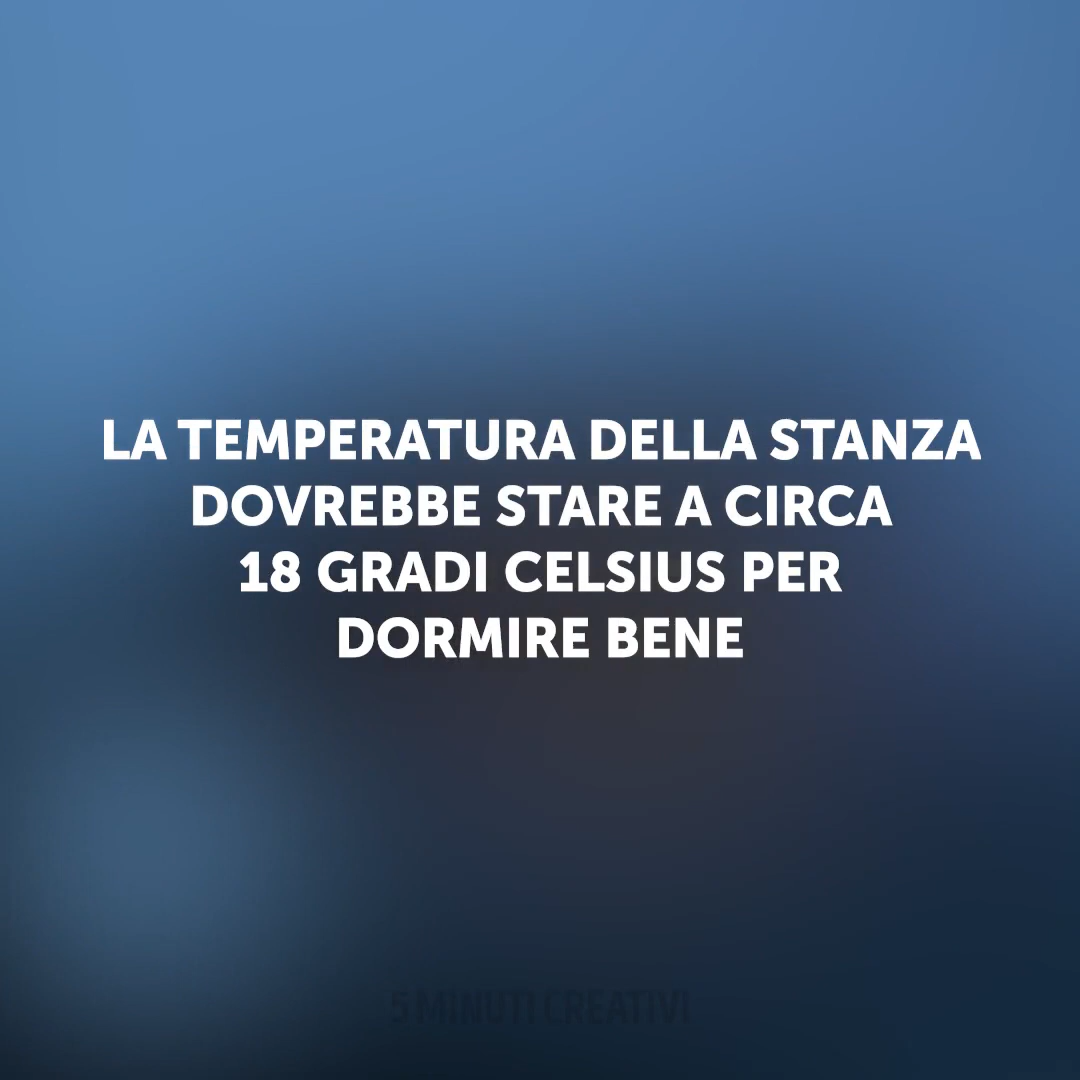 LA TEMPERATURA DELLA STANZA
DOVREBBE STARE A CIRCA
18 GRADI CELSIUS PER
DORMIRE BENE
5 MINUTI CREATIVI